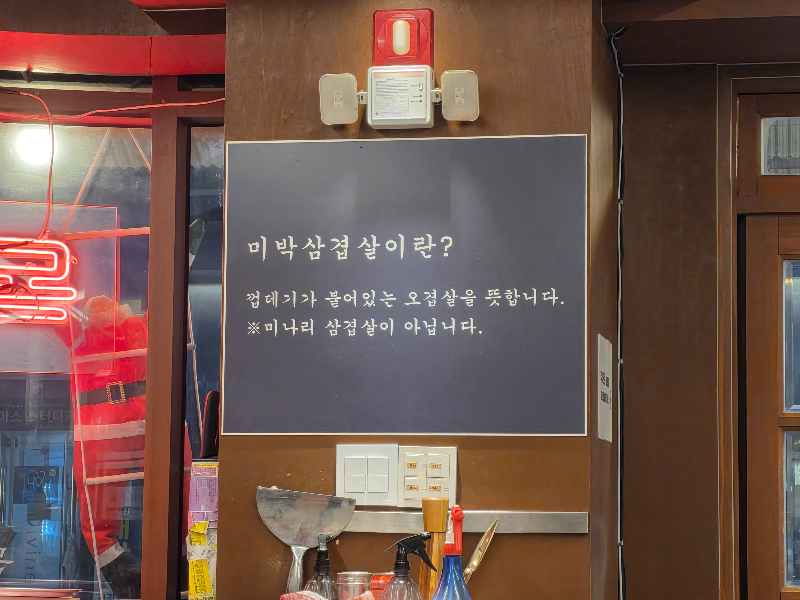 미박삼겹살이란?
껍데기가 붙어있는 오겹살을 뜻합니다.
※미나리 삼겹살이 아닙니다.